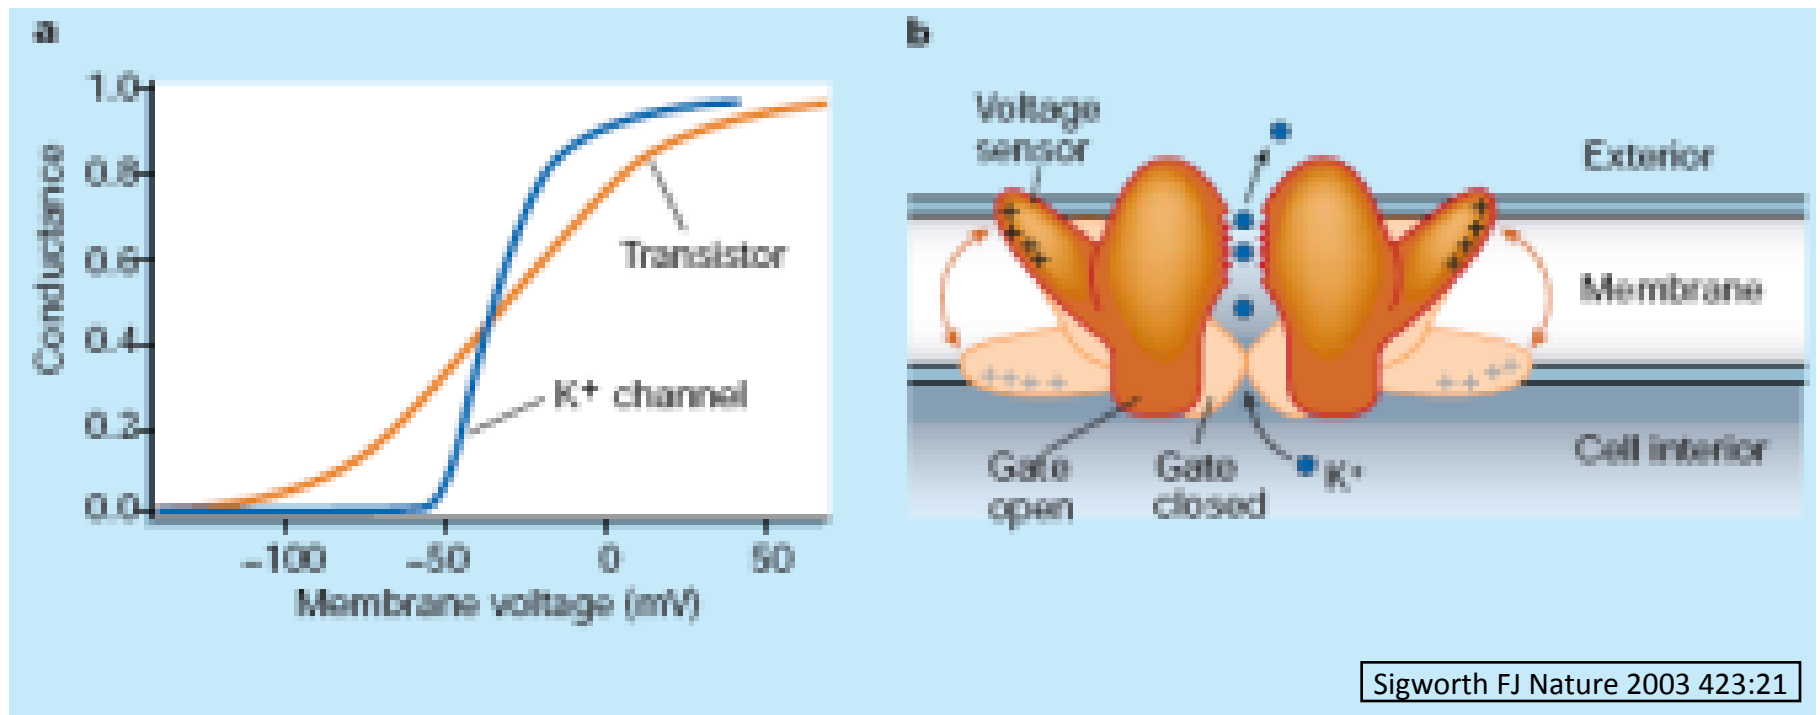 a
1.0
0.8
0.6
0.4
0.2
0.0
Conductance
Transistor
K+ channel
−100
−50
0
50
Membrane voltage (mV)
b
Voltage
sensor
Exterior
Membrane
Cell interior
Gate
open
Gate
closed
K+
Sigworth FJ Nature 2003 423:21